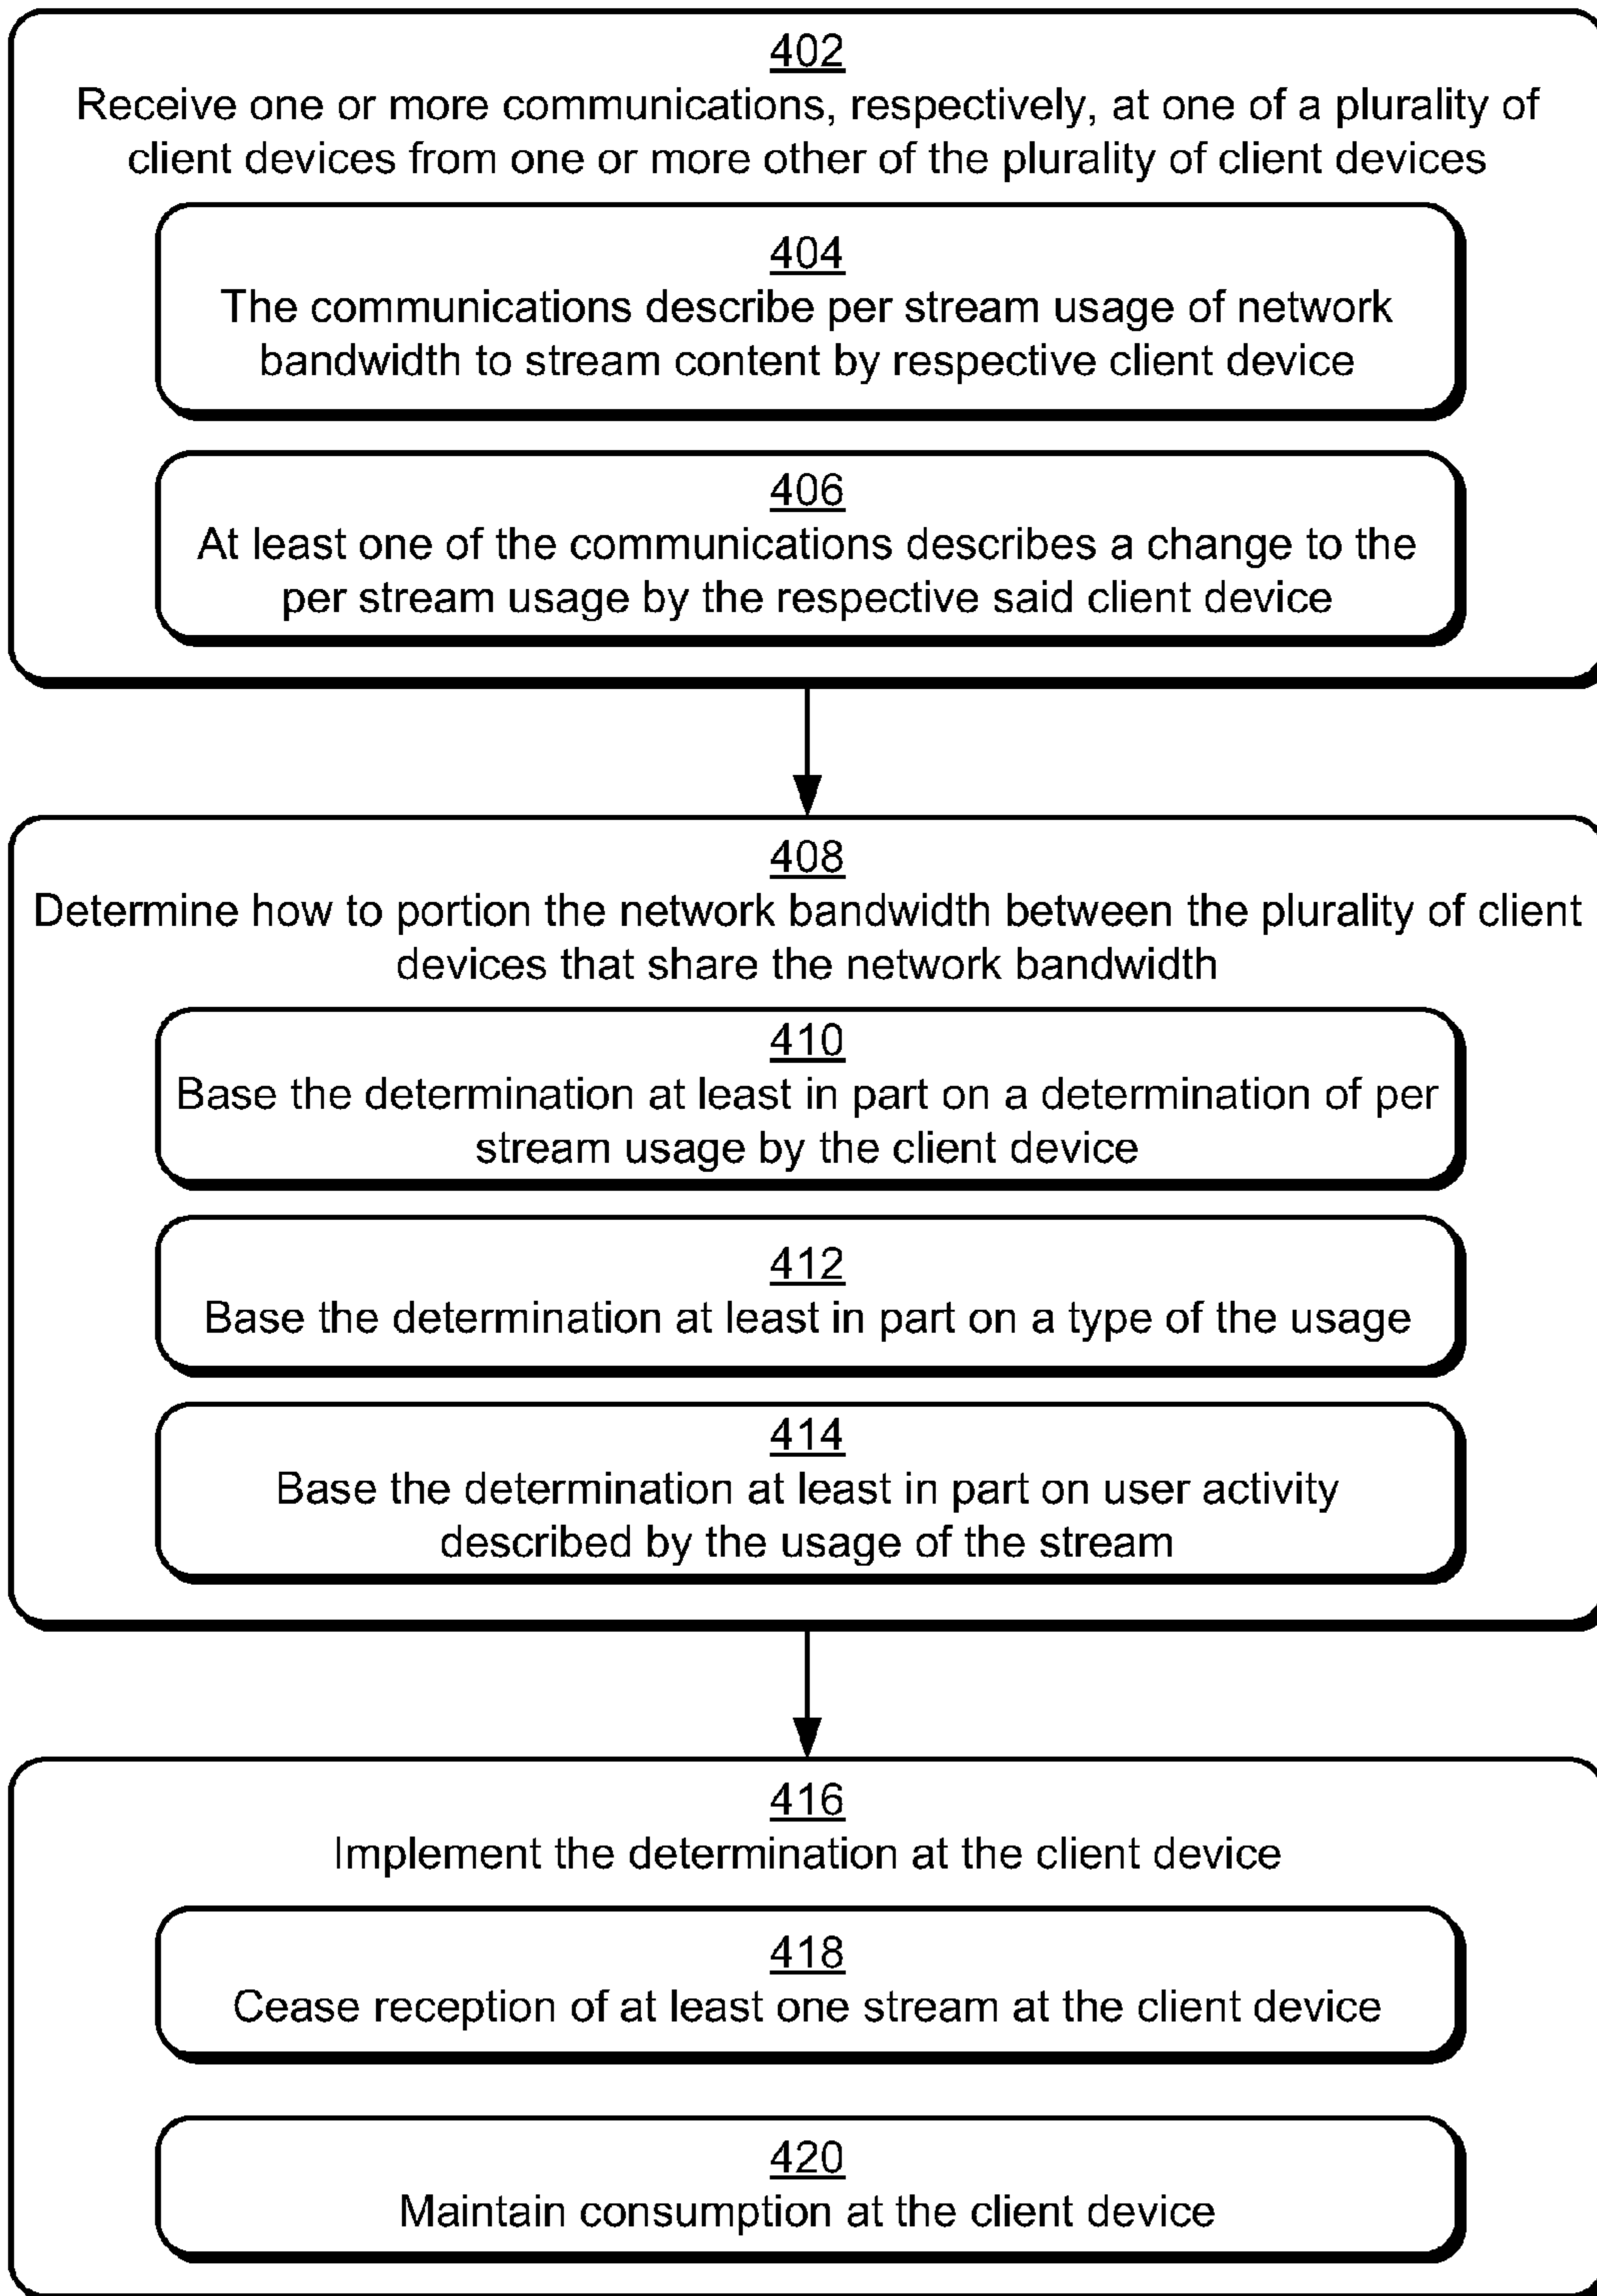 402
Receive one or more communications, respectively, at one of a plurality of
client devices from one or more other of the plurality of client devices
404
The communications describe per stream usage of network
bandwidth to stream content by respective client device
406
At least one of the communications describes a change to the
per stream usage by the respective said client device
408
Determine how to portion the network bandwidth between the plurality of client
devices that share the network bandwidth
410
Base the determination at least in part on a determination of per
stream usage by the client device
412
Base the determination at least in part on a type of the usage
414
Base the determination at least in part on user activity
described by the usage of the stream
416
Implement the determination at the client device
418
Cease reception of at least one stream at the client device
420
Maintain consumption at the client device